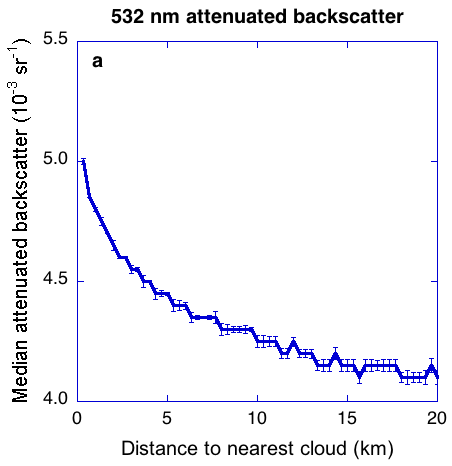 532 nm attenuated backscatter
a
Median attenuated backscatter (10⁻³ sr⁻¹)
5.5
5.0
4.5
4.0
0 5 10 15 20
Distance to nearest cloud (km)